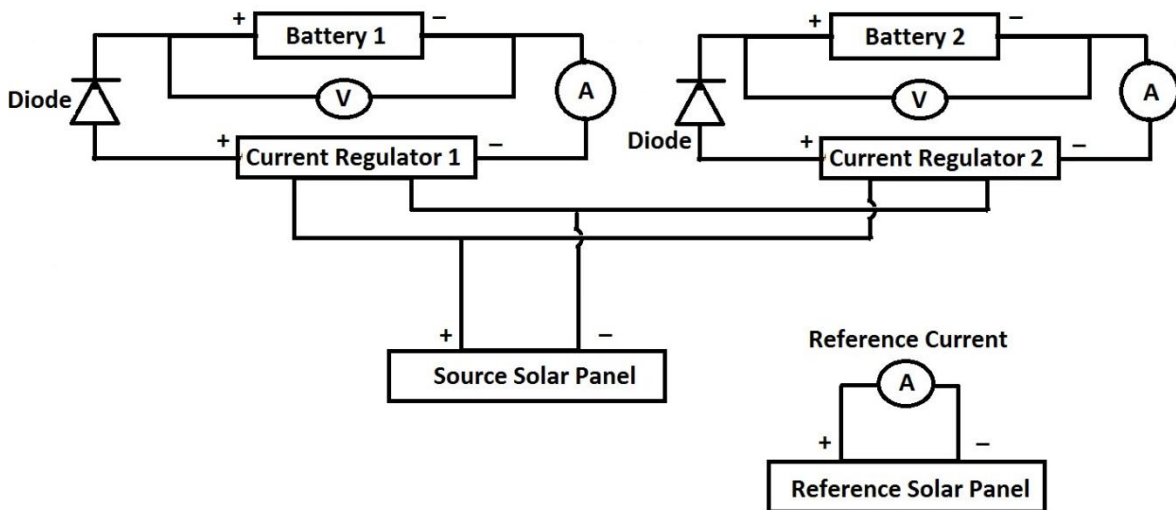 + Battery 1 −
+ Battery 2 −
Diode
V
A
Diode
V
A
+ Current Regulator 1 −
+ Current Regulator 2 −
+ −
Source Solar Panel
Reference Current
A
+ −
Reference Solar Panel